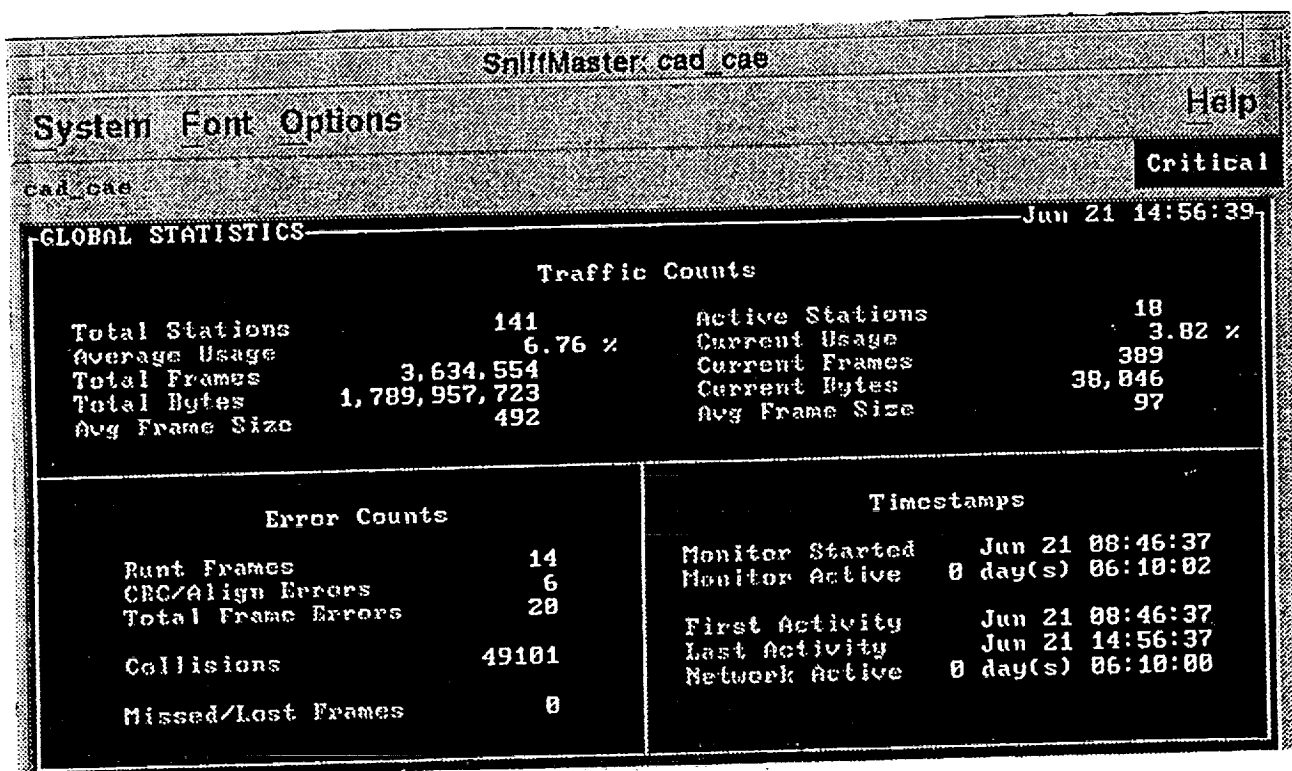 SniffMaster: cad_cae
System Font Options Help
Critical
cad_cae
GLOBAL STATISTICS Jun 21 14:56:39
Traffic Counts
Total Stations 141 Active Stations 18
Average Usage 6.76 % Current Usage 3.82 %
Total Frames 3,634,554 Current Frames 389
Total Bytes 1,789,957,723 Current Bytes 38,046
Avg Frame Size 492 Avg Frame Size 97
Error Counts
Runt Frames 14
CRC/Align Errors 6
Total Frame Errors 20
Collisions 49101
Missed/Lost Frames 0
Timestamps
Monitor Started Jun 21 08:46:37
Monitor Active 0 day(s) 06:10:02
First Activity Jun 21 08:46:37
Last Activity Jun 21 14:56:37
Network Active 0 day(s) 06:10:00